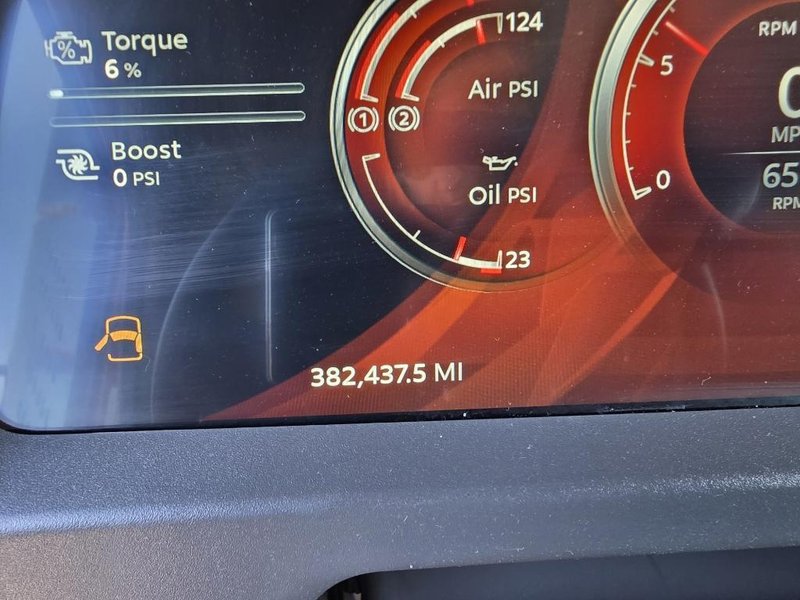 Torque
6 %
Boost
0 PSI
124
Air PSI
1 2
Oil PSI
23
382,437.5 MI
RPM
5
0
0
MP
65
RPM